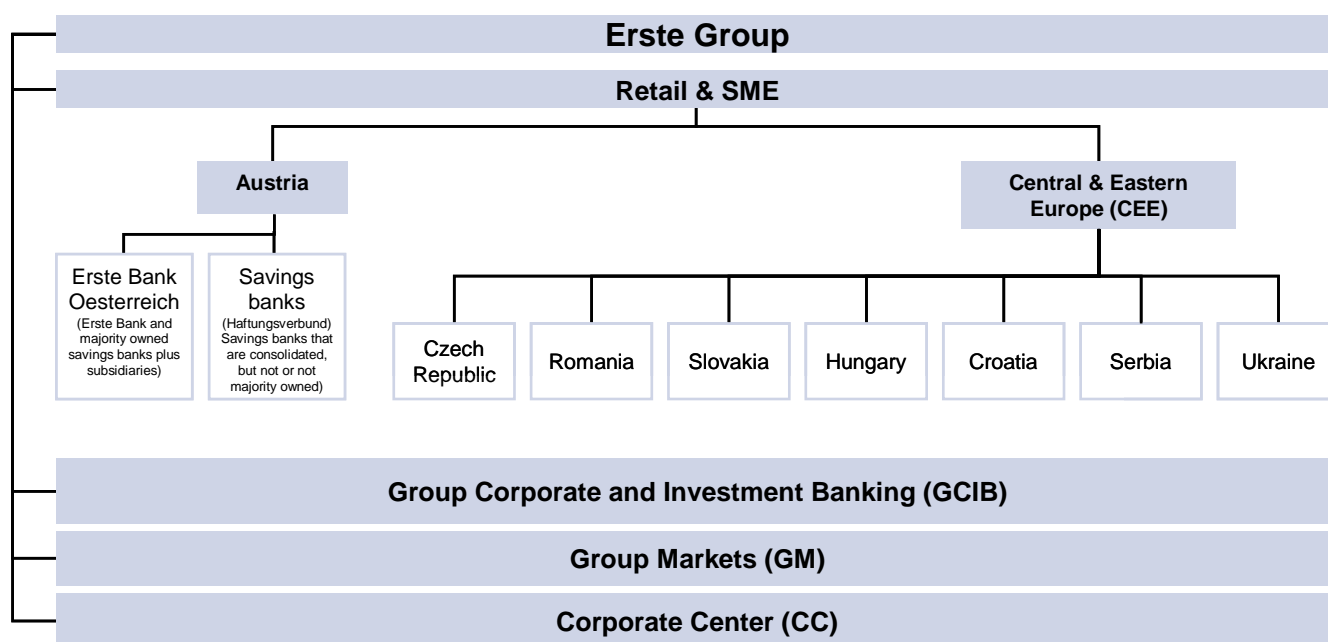 Erste Group
Retail & SME
Austria
Central & Eastern
Europe (CEE)
Erste Bank
Oesterreich
(Erste Bank and
majority owned
savings banks plus
subsidiaries)
Savings
banks
(Haftungsverbund)
Savings banks that
are consolidated,
but not or not
majority owned)
Czech
Republic
Romania
Slovakia
Hungary
Croatia
Serbia
Ukraine
Group Corporate and Investment Banking (GCIB)
Group Markets (GM)
Corporate Center (CC)